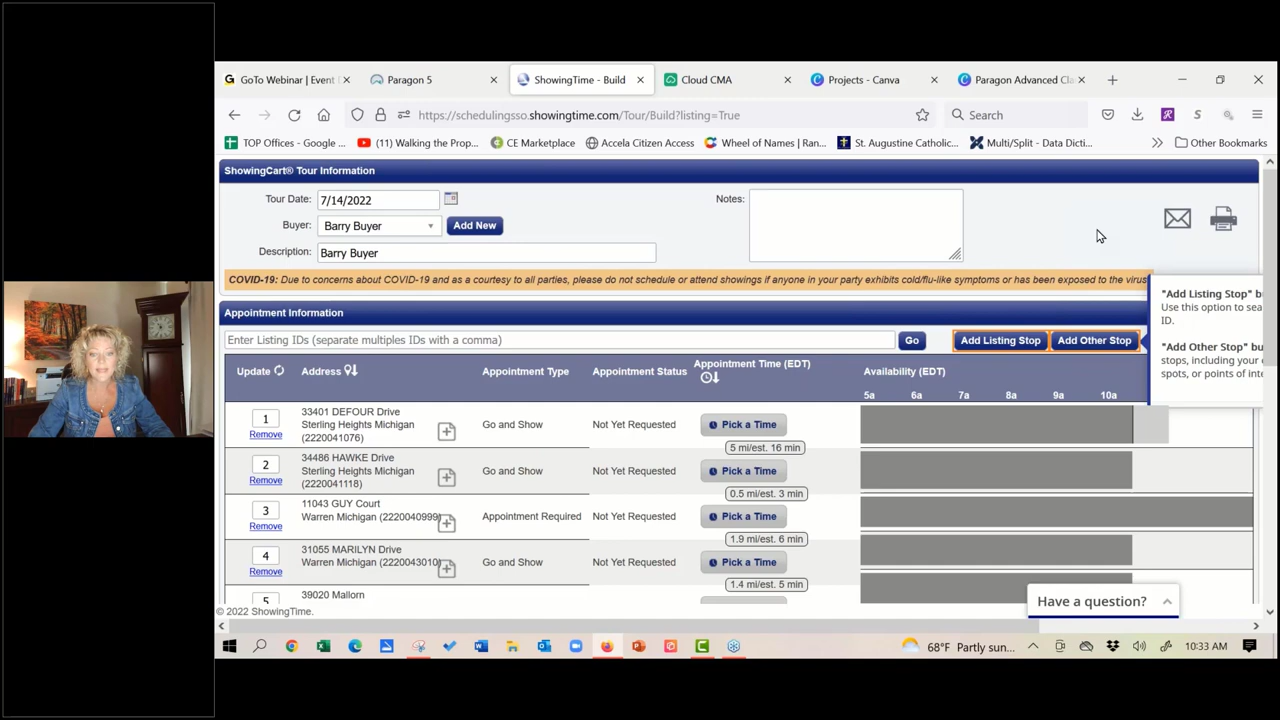 GoTo Webinar | Event
Paragon 5
ShowingTime - Build
Cloud CMA
Projects - Canva
Paragon Advanced Cla
https://schedulingsso.showingtime.com/Tour/Build?listing=True
Search
TOP Offices - Google ...
(11) Walking the Prop...
CE Marketplace
Accela Citizen Access
Wheel of Names | Ran...
St. Augustine Catholic...
Multi/Split - Data Dicti...
Other Bookmarks
ShowingCart® Tour Information
Tour Date: 7/14/2022
Notes:
Buyer: Barry Buyer Add New
Description: Barry Buyer
COVID-19: Due to concerns about COVID-19 and as a courtesy to all parties, please do not schedule or attend showings if anyone in your party exhibits cold/flu-like symptoms or has been exposed to the virus
"Add Listing Stop" b
Use this option to sea
ID.
"Add Other Stop" bu
stops, including your
spots, or points of inte
Appointment Information
Enter Listing IDs (separate multiples IDs with a comma)
Go
Add Listing Stop
Add Other Stop
Update
Address
Appointment Type
Appointment Status
Appointment Time (EDT)
Availability (EDT)
5a 6a 7a 8a 9a 10a
1
Remove
33401 DEFOUR Drive
Sterling Heights Michigan
(2220041076)
Go and Show
Not Yet Requested
Pick a Time
5 mi/est. 16 min
2
Remove
34486 HAWKE Drive
Sterling Heights Michigan
(2220041118)
Go and Show
Not Yet Requested
Pick a Time
0.5 mi/est. 3 min
3
Remove
11043 GUY Court
Warren Michigan (2220040999)
Appointment Required
Not Yet Requested
Pick a Time
1.9 mi/est. 6 min
4
Remove
31055 MARILYN Drive
Warren Michigan (2220043010)
Go and Show
Not Yet Requested
Pick a Time
1.4 mi/est. 5 min
5
39020 Mallorn
© 2022 ShowingTime.
Have a question?
68°F Partly sun...
10:33 AM